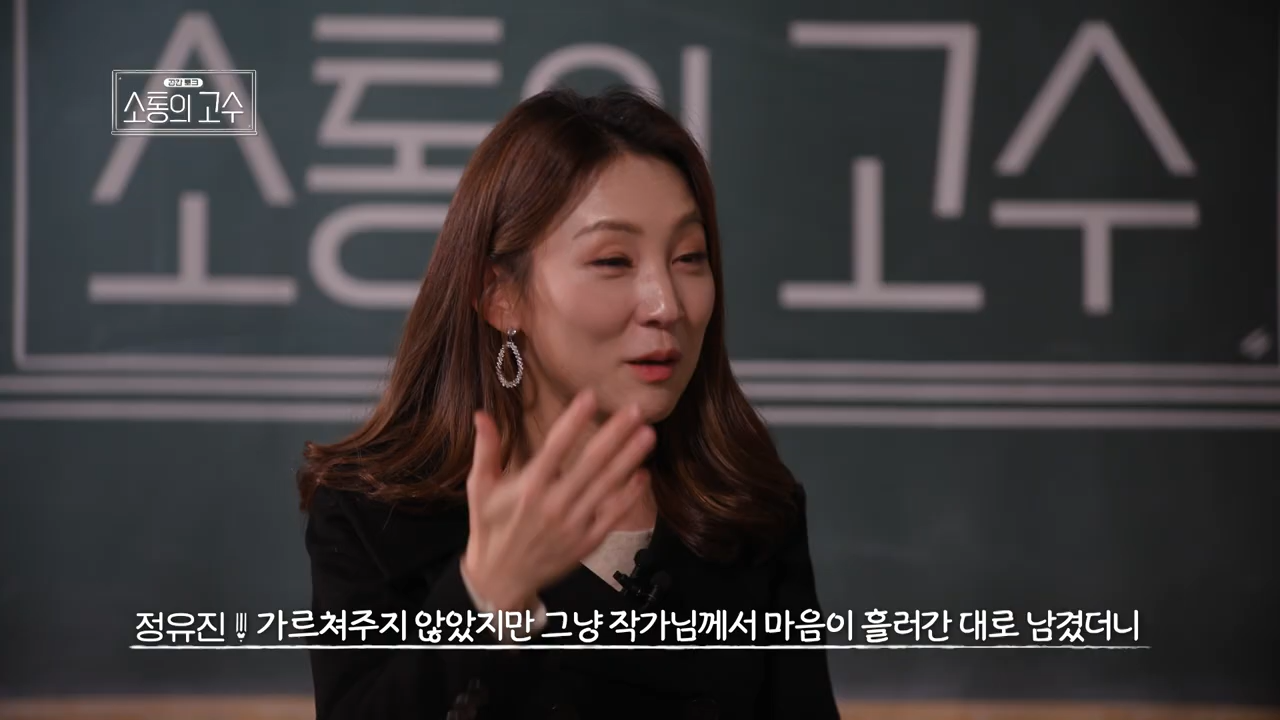 소통의 고수
소통의 고수
정유진 가르쳐주지 않았지만 그냥 작가님께서 마음이 흘러간 대로 남겼더니